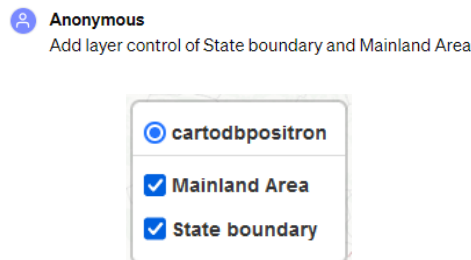 Anonymous
Add layer control of State boundary and Mainland Area
cartodbpositron
Mainland Area
State boundary